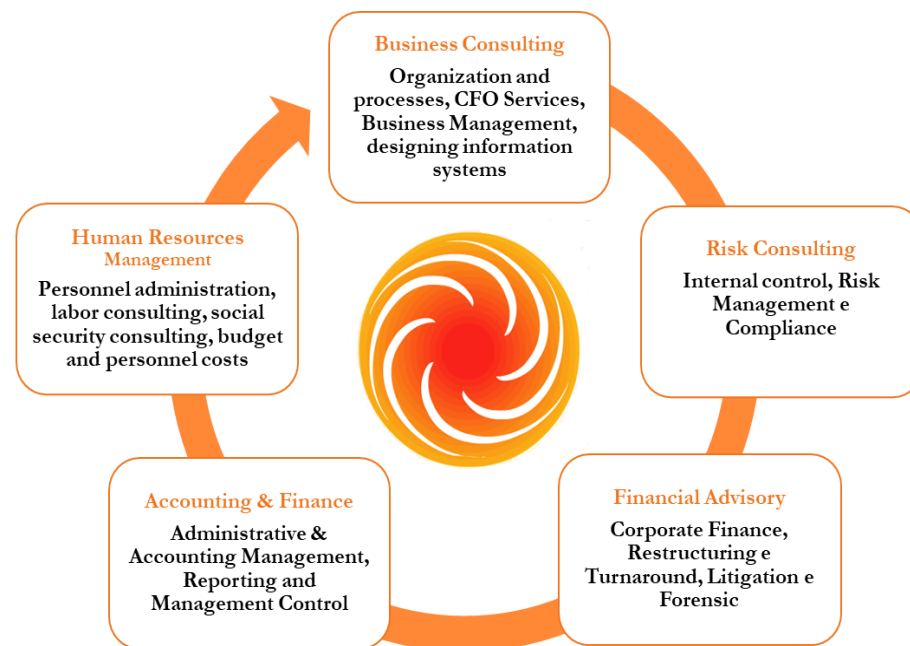 Business Consulting
Organization and
processes, CFO Services,
Business Management,
designing information
systems
Risk Consulting
Internal control, Risk
Management e
Compliance
Financial Advisory
Corporate Finance,
Restructuring e
Turnaround, Litigation e
Forensic
Accounting & Finance
Administrative &
Accounting Management,
Reporting and
Management Control
Human Resources
Management
Personnel administration,
labor consulting, social
security consulting, budget
and personnel costs